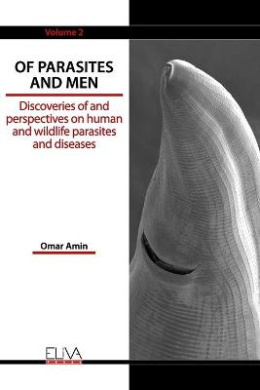 Volume 2
OF PARASITES
AND MEN
Discoveries of and
perspectives on human
and wildlife parasites
and diseases
Omar Amin
ELIVA
PRESS